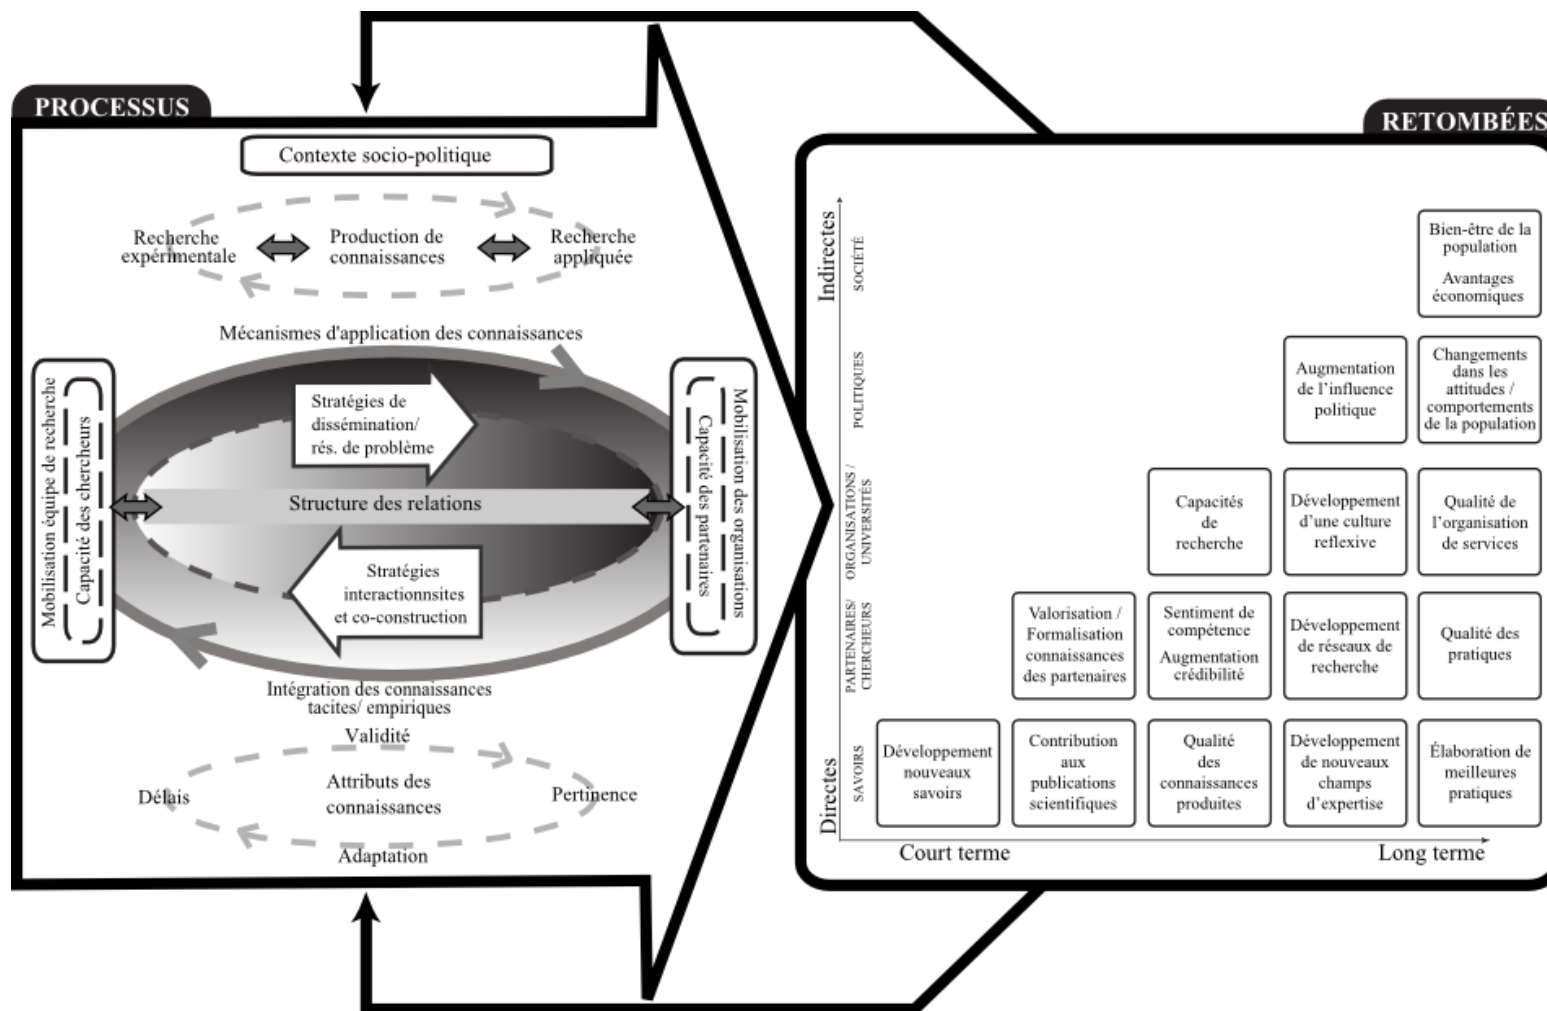 PROCESSUS
Contexte socio-politique
Recherche
expérimentale
Production de
connaissances
Recherche
appliquée
Mécanismes d'application des connaissances
Mobilisation équipe de recherche
Capacité des chercheurs
Stratégies de
dissémination/
rés. de problème
Structure des relations
Stratégies
interactionnsites
et co-construction
Capacité des partenaires
Mobilisation des organisations
Intégration des connaissances
tacites/ empiriques
Validité
Délais
Attributs des
connaissances
Pertinence
Adaptation
RETOMBÉES
Indirectes
Directes
SOCIÉTÉ
Bien-être de la
population
Avantages
économiques
POLITIQUES
Augmentation
de l’influence
politique
Changements
dans les
attitudes /
comportements
de la population
ORGANISATIONS /
UNIVERSITÉS
Capacités
de
recherche
Développement
d’une culture
reflexive
Qualité de
l’organisation
de services
PARTENAIRES/
CHERCHEURS
Valorisation /
Formalisation
connaissances
des partenaires
Sentiment de
compétence
Augmentation
crédibilité
Développement
de réseaux de
recherche
Qualité des
pratiques
SAVOIRS
Développement
nouveaux
savoirs
Contribution
aux
publications
scientifiques
Qualité
des
connaissances
produites
Développement
de nouveaux
champs
d’expertise
Élaboration de
meilleures
pratiques
Court terme
Long terme